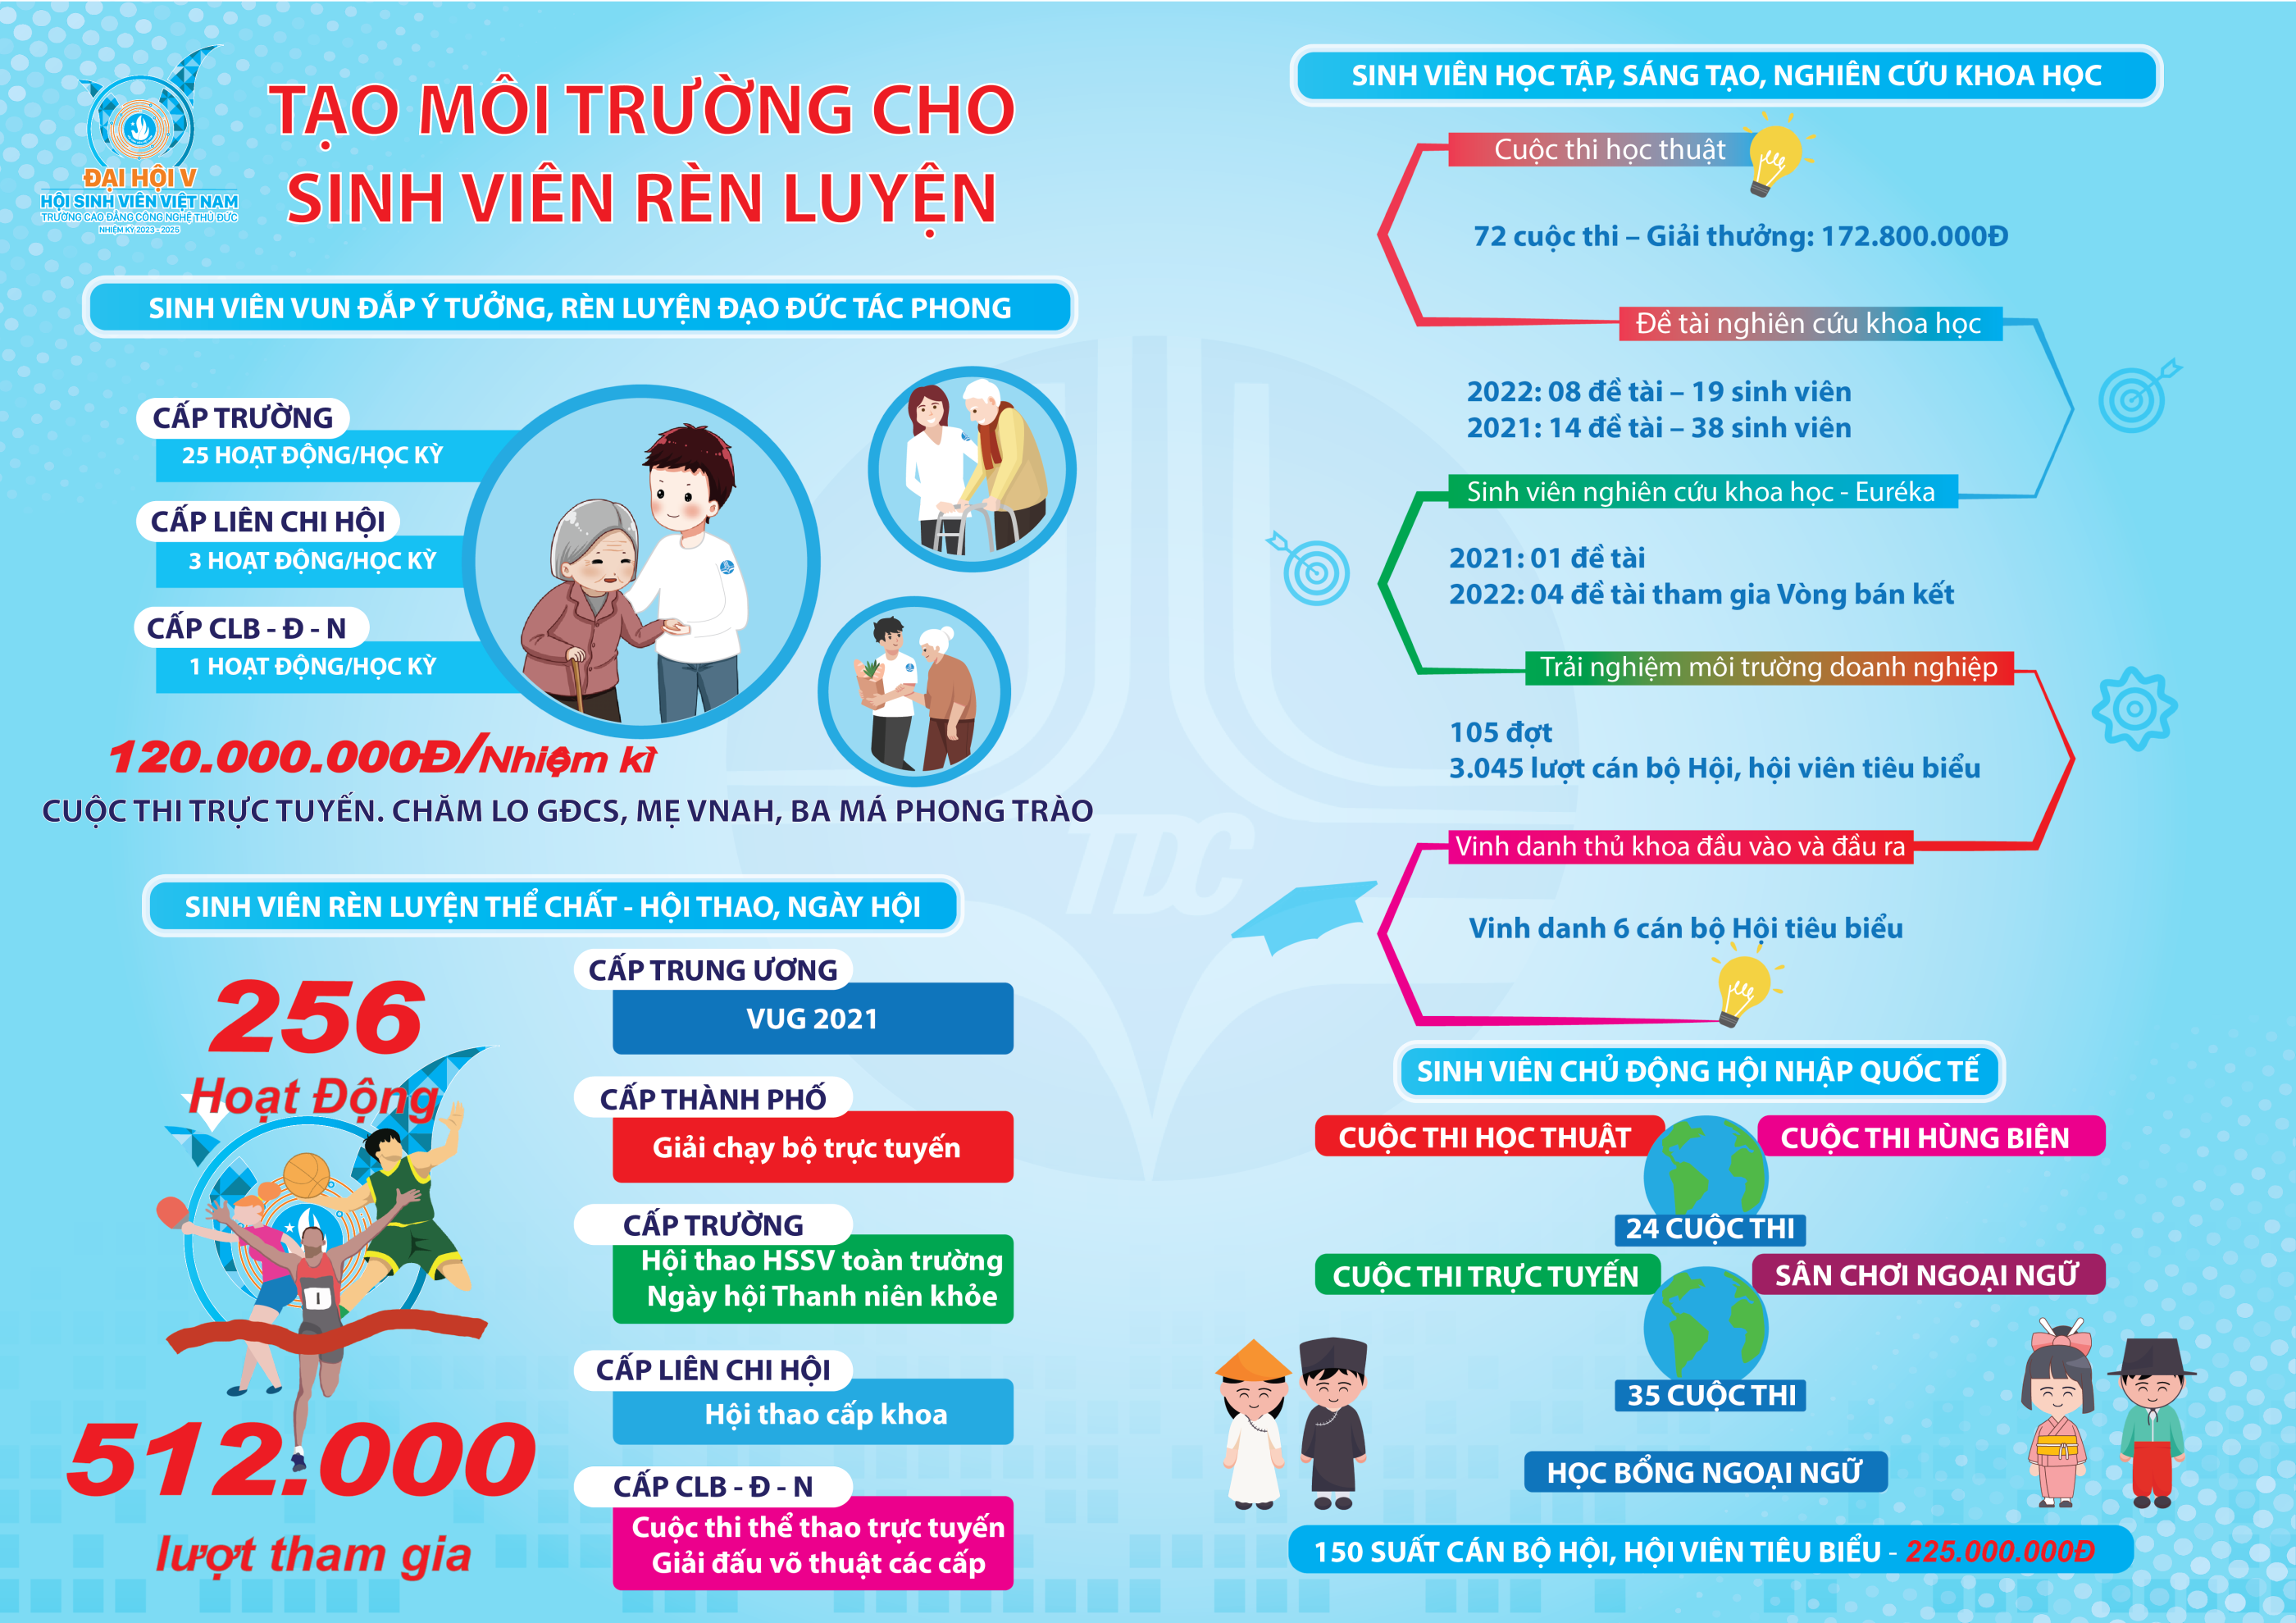 ĐẠI HỘI V
HỘI SINH VIÊN VIỆT NAM
TRƯỜNG CAO ĐẲNG CÔNG NGHỆ THỦ ĐỨC
NHIỆM KỲ 2023 - 2025
TẠO MÔI TRƯỜNG CHO
SINH VIÊN RÈN LUYỆN
SINH VIÊN VUN ĐẮP Ý TƯỞNG, RÈN LUYỆN ĐẠO ĐỨC TÁC PHONG
CẤP TRƯỜNG
25 HOẠT ĐỘNG/HỌC KỲ
CẤP LIÊN CHI HỘI
3 HOẠT ĐỘNG/HỌC KỲ
CẤP CLB - Đ - N
1 HOẠT ĐỘNG/HỌC KỲ
120.000.000Đ/Nhiệm kì
CUỘC THI TRỰC TUYẾN. CHĂM LO GĐCS, MẸ VNAH, BA MÁ PHONG TRÀO
SINH VIÊN RÈN LUYỆN THỂ CHẤT - HỘI THAO, NGÀY HỘI
256
Hoạt Động
512.000
lượt tham gia
CẤP TRUNG ƯƠNG
VUG 2021
CẤP THÀNH PHỐ
Giải chạy bộ trực tuyến
CẤP TRƯỜNG
Hội thao HSSV toàn trường
Ngày hội Thanh niên khỏe
CẤP LIÊN CHI HỘI
Hội thao cấp khoa
CẤP CLB - Đ - N
Cuộc thi thể thao trực tuyến
Giải đấu võ thuật các cấp
TDC
SINH VIÊN HỌC TẬP, SÁNG TẠO, NGHIÊN CỨU KHOA HỌC
Cuộc thi học thuật
72 cuộc thi – Giải thưởng: 172.800.000Đ
Đề tài nghiên cứu khoa học
2022: 08 đề tài – 19 sinh viên
2021: 14 đề tài – 38 sinh viên
Sinh viên nghiên cứu khoa học - Euréka
2021: 01 đề tài
2022: 04 đề tài tham gia Vòng bán kết
Trải nghiệm môi trường doanh nghiệp
105 đợt
3.045 lượt cán bộ Hội, hội viên tiêu biểu
Vinh danh thủ khoa đầu vào và đầu ra
Vinh danh 6 cán bộ Hội tiêu biểu
SINH VIÊN CHỦ ĐỘNG HỘI NHẬP QUỐC TẾ
CUỘC THI HỌC THUẬT
CUỘC THI HÙNG BIỆN
24 CUỘC THI
CUỘC THI TRỰC TUYẾN
SÂN CHƠI NGOẠI NGỮ
35 CUỘC THI
HỌC BỔNG NGOẠI NGỮ
150 SUẤT CÁN BỘ HỘI, HỘI VIÊN TIÊU BIỂU - 225.000.000Đ